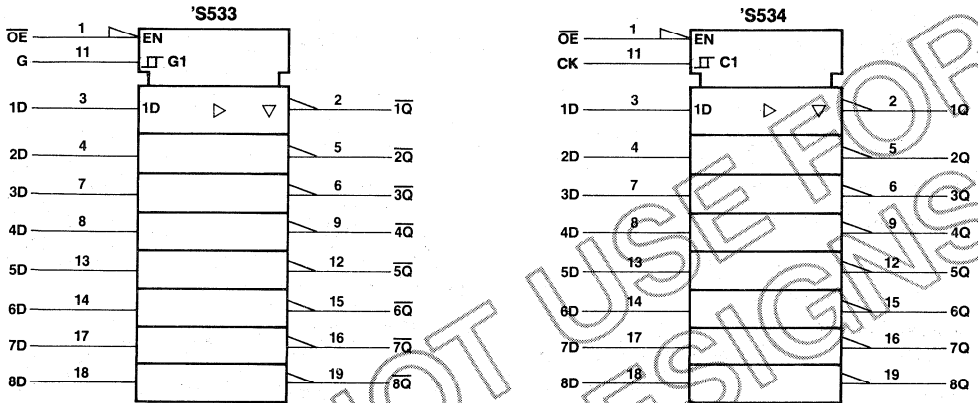 'S533
OE̅ 1 EN
G 11 G1
1D 3 1D 2 1Q̅
2D 4 5 2Q̅
3D 7 6 3Q̅
4D 8 9 4Q̅
5D 13 12 5Q̅
6D 14 15 6Q̅
7D 17 16 7Q̅
8D 18 19 8Q̅
'S534
OE̅ 1 EN
CK 11 C1
1D 3 1D 2 1Q
2D 4 5 2Q
3D 7 6 3Q
4D 8 9 4Q
5D 13 12 5Q
6D 14 15 6Q
7D 17 16 7Q
8D 18 19 8Q
NOT USE FOR
DESIGNS